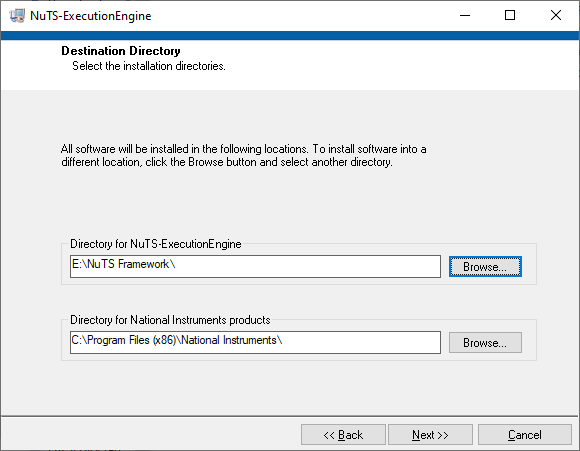 NuTS-ExecutionEngine
Destination Directory
Select the installation directories.
All software will be installed in the following locations. To install software into a
different location, click the Browse button and select another directory.
Directory for NuTS-ExecutionEngine
E:\NuTS Framework\
Browse...
Directory for National Instruments products
C:\Program Files (x86)\National Instruments\
Browse...
<< Back
Next >>
Cancel